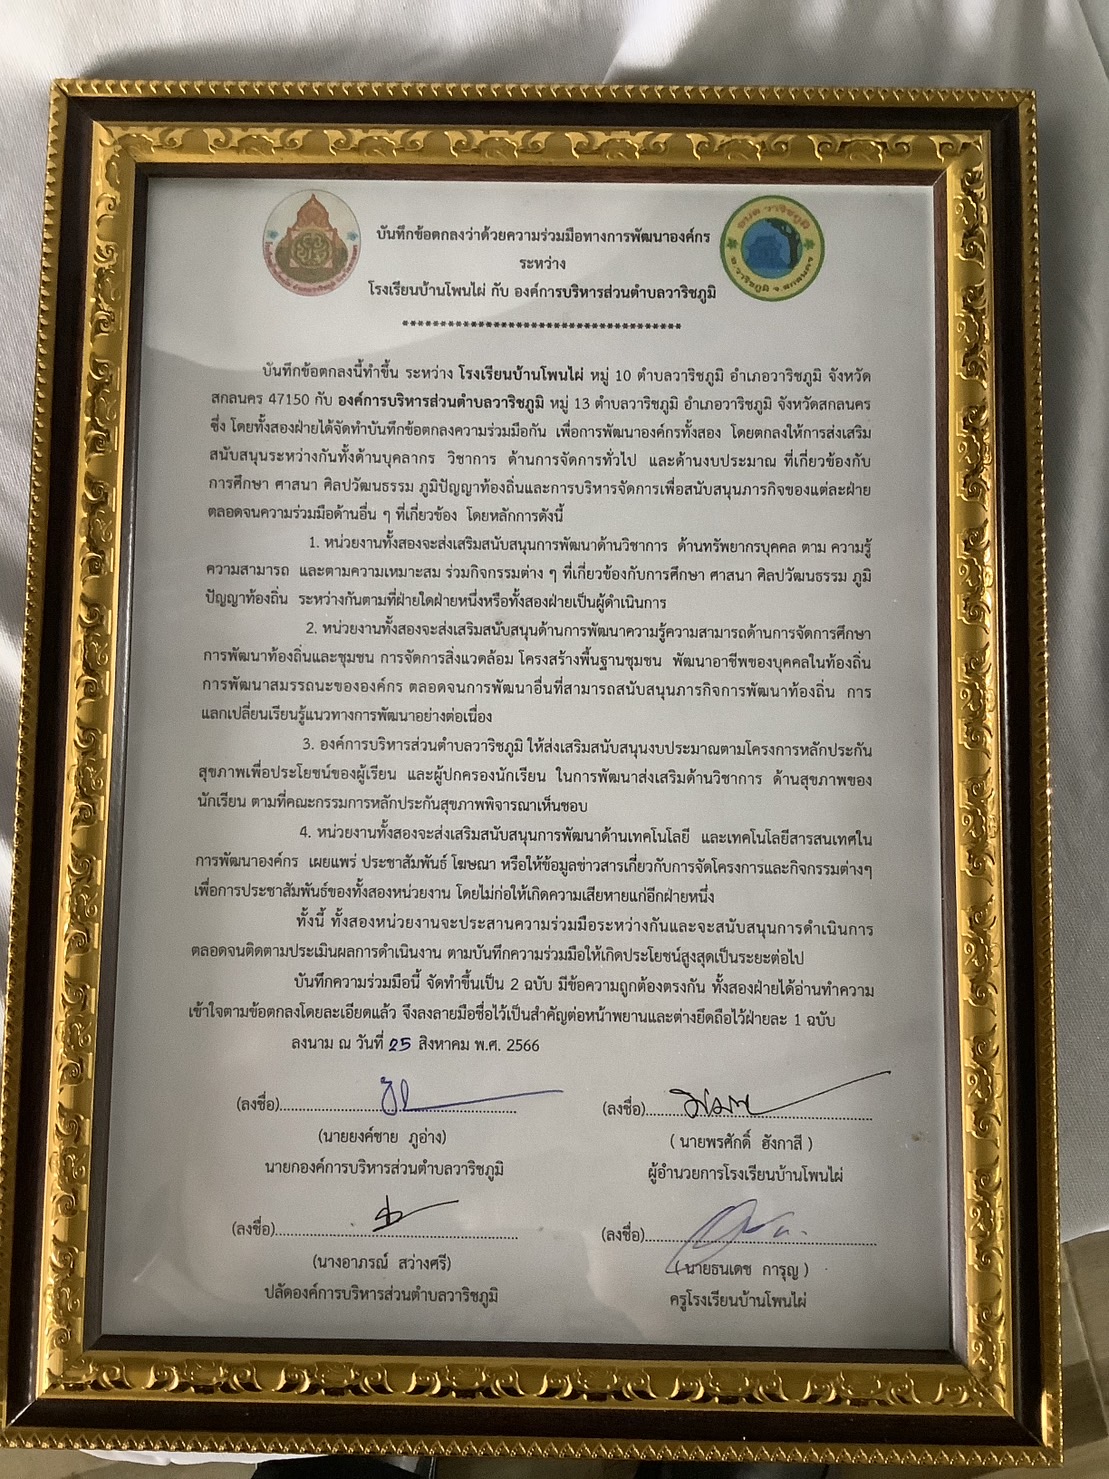 บันทึกข้อตกลงว่าด้วยความร่วมมือทางการพัฒนาองค์กร
ระหว่าง
โรงเรียนบ้านโพนไผ่ กับ องค์การบริหารส่วนตำบลวาริชภูมิ
อบต.วาริชภูมิ
อ.วาริชภูมิ จ.สกลนคร
*************************************
บันทึกข้อตกลงนี้ทำขึ้น ระหว่าง โรงเรียนบ้านโพนไผ่ หมู่ 10 ตำบลวาริชภูมิ อำเภอวาริชภูมิ จังหวัด
สกลนคร 47150 กับ องค์การบริหารส่วนตำบลวาริชภูมิ หมู่ 13 ตำบลวาริชภูมิ อำเภอวาริชภูมิ จังหวัดสกลนคร
ซึ่ง โดยทั้งสองฝ่ายได้จัดทำบันทึกข้อตกลงความร่วมมือกัน เพื่อการพัฒนาองค์กรทั้งสอง โดยตกลงให้การส่งเสริม
สนับสนุนระหว่างกันทั้งด้านบุคลากร วิชาการ ด้านการจัดการทั่วไป และด้านงบประมาณ ที่เกี่ยวข้องกับ
การศึกษา ศาสนา ศิลปวัฒนธรรม ภูมิปัญญาท้องถิ่นและการบริหารจัดการเพื่อสนับสนุนภารกิจของแต่ละฝ่าย
ตลอดจนความร่วมมือด้านอื่น ๆ ที่เกี่ยวข้อง โดยหลักการดังนี้
1. หน่วยงานทั้งสองจะส่งเสริมสนับสนุนการพัฒนาด้านวิชาการ ด้านทรัพยากรบุคคล ตาม ความรู้
ความสามารถ และตามความเหมาะสม ร่วมกิจกรรมต่าง ๆ ที่เกี่ยวข้องกับการศึกษา ศาสนา ศิลปวัฒนธรรม ภูมิ
ปัญญาท้องถิ่น ระหว่างกันตามที่ฝ่ายใดฝ่ายหนึ่งหรือทั้งสองฝ่ายเป็นผู้ดำเนินการ
2. หน่วยงานทั้งสองจะส่งเสริมสนับสนุนด้านการพัฒนาความรู้ความสามารถด้านการจัดการศึกษา
การพัฒนาท้องถิ่นและชุมชน การจัดการสิ่งแวดล้อม โครงสร้างพื้นฐานชุมชน พัฒนาอาชีพของบุคคลในท้องถิ่น
การพัฒนาสมรรถนะขององค์กร ตลอดจนการพัฒนาอื่นที่สามารถสนับสนุนภารกิจการพัฒนาท้องถิ่น การ
แลกเปลี่ยนเรียนรู้แนวทางการพัฒนาอย่างต่อเนื่อง
3. องค์การบริหารส่วนตำบลวาริชภูมิ ให้ส่งเสริมสนับสนุนงบประมาณตามโครงการหลักประกัน
สุขภาพเพื่อประโยชน์ของผู้เรียน และผู้ปกครองนักเรียน ในการพัฒนาส่งเสริมด้านวิชาการ ด้านสุขภาพของ
นักเรียน ตามที่คณะกรรมการหลักประกันสุขภาพพิจารณาเห็นชอบ
4. หน่วยงานทั้งสองจะส่งเสริมสนับสนุนการพัฒนาด้านเทคโนโลยี และเทคโนโลยีสารสนเทศใน
การพัฒนาองค์กร เผยแพร่ ประชาสัมพันธ์ โฆษณา หรือให้ข้อมูลข่าวสารเกี่ยวกับการจัดโครงการและกิจกรรมต่างๆ
เพื่อการประชาสัมพันธ์ของทั้งสองหน่วยงาน โดยไม่ก่อให้เกิดความเสียหายแก่อีกฝ่ายหนึ่ง
ทั้งนี้ ทั้งสองหน่วยงานจะประสานความร่วมมือระหว่างกันและจะสนับสนุนการดำเนินการ
ตลอดจนติดตามประเมินผลการดำเนินงาน ตามบันทึกความร่วมมือให้เกิดประโยชน์สูงสุดเป็นระยะต่อไป
บันทึกความร่วมมือนี้ จัดทำขึ้นเป็น 2 ฉบับ มีข้อความถูกต้องตรงกัน ทั้งสองฝ่ายได้อ่านทำความ
เข้าใจตามข้อตกลงโดยละเอียดแล้ว จึงลงลายมือชื่อไว้เป็นสำคัญต่อหน้าพยานและต่างยึดถือไว้ฝ่ายละ 1 ฉบับ
ลงนาม ณ วันที่ 25 สิงหาคม พ.ศ. 2566
(ลงชื่อ) (ลงชื่อ)
(นายยงค์ชาย ภูอ่าง) ( นายพรศักดิ์ ฮังกาสี )
นายกองค์การบริหารส่วนตำบลวาริชภูมิ ผู้อำนวยการโรงเรียนบ้านโพนไผ่
(ลงชื่อ) (ลงชื่อ)
(นางอาภรณ์ สว่างศรี) ( นายธนเดช การุญ )
ปลัดองค์การบริหารส่วนตำบลวาริชภูมิ ครูโรงเรียนบ้านโพนไผ่